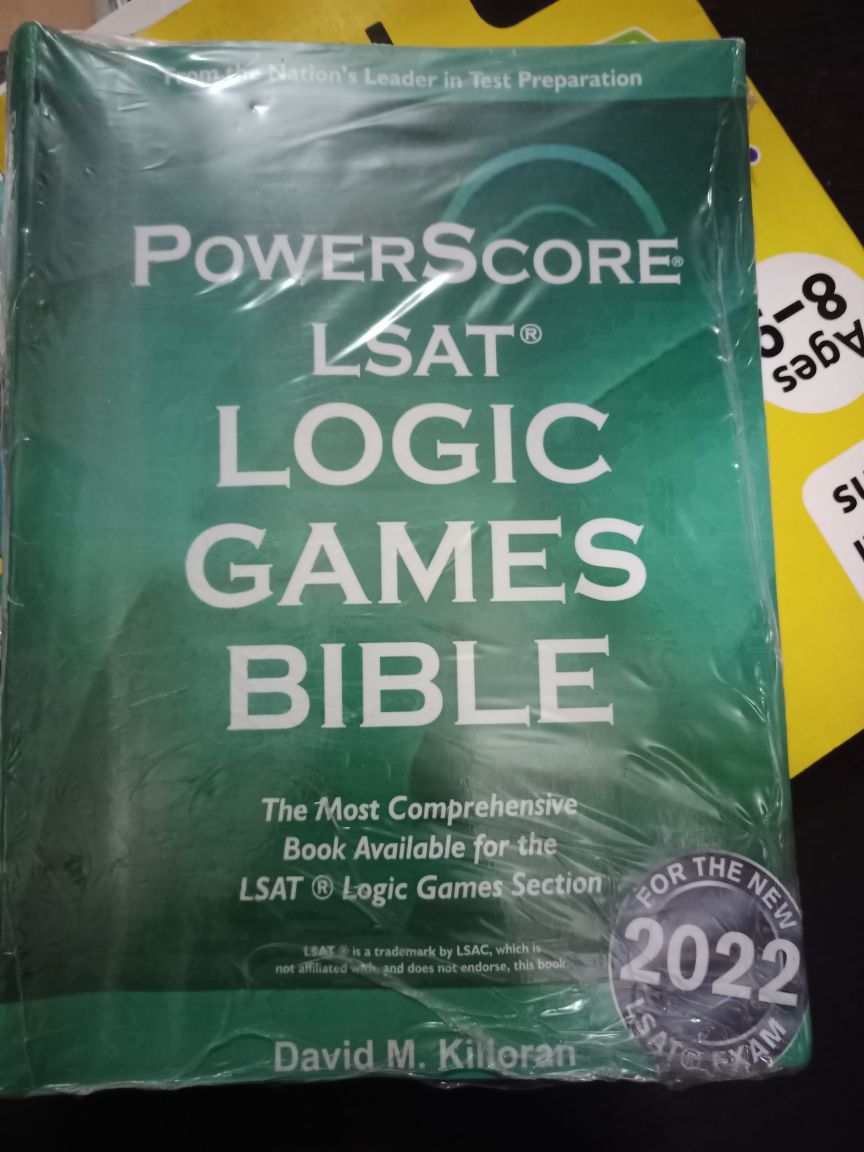 From the Nation's Leader in Test Preparation
POWERSCORE®
LSAT®
LOGIC
GAMES
BIBLE
The Most Comprehensive
Book Available for the
LSAT ® Logic Games Section
LSAT ® is a trademark by LSAC, which is
not affiliated with, and does not endorse, this book.
FOR THE NEW
2022
LSAT® EXAM
David M. Killoran
Ages
8-